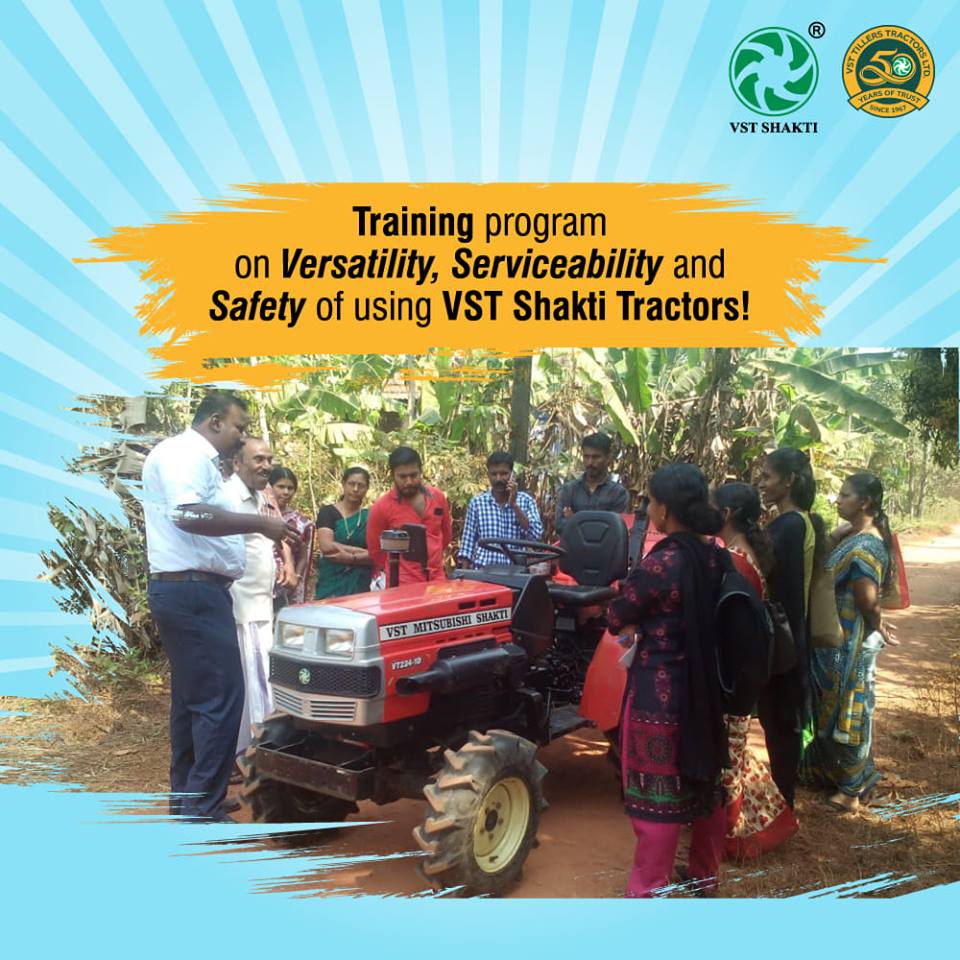 ®
VST SHAKTI
VST TILLERS TRACTORS LTD.
50
YEARS OF TRUST
SINCE 1967
Training program
on Versatility, Serviceability and
Safety of using VST Shakti Tractors!
VST MITSUBISHI SHAKTI
VT224-1D